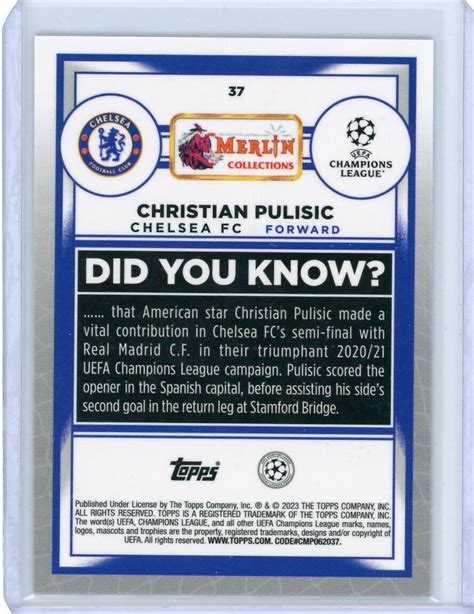 37
CHELSEA
FOOTBALL CLUB
MERLIN
COLLECTIONS
UEFA
CHAMPIONS
LEAGUE
CHRISTIAN PULISIC
CHELSEA FC FORWARD
DID YOU KNOW?
...... that American star Christian Pulisic made a
vital contribution in Chelsea FC's semi-final with
Real Madrid C.F. in their triumphant 2020/21
UEFA Champions League campaign. Pulisic scored the
opener in the Spanish capital, before assisting his side's
second goal in the return leg at Stamford Bridge.
Topps
Published Under License by The Topps Company, Inc. ® & © 2023 THE TOPPS COMPANY, INC.
ALL RIGHTS RESERVED. TOPPS IS A REGISTERED TRADEMARK OF THE TOPPS COMPANY, INC.
The word(s) UEFA, CHAMPIONS LEAGUE, and all other UEFA Champions League marks, names,
logos, mascots and trophies are the property, registered trademarks, designs and/or copyright of
UEFA. All rights reserved. WWW.TOPPS.COM. CODE#CMP062037.